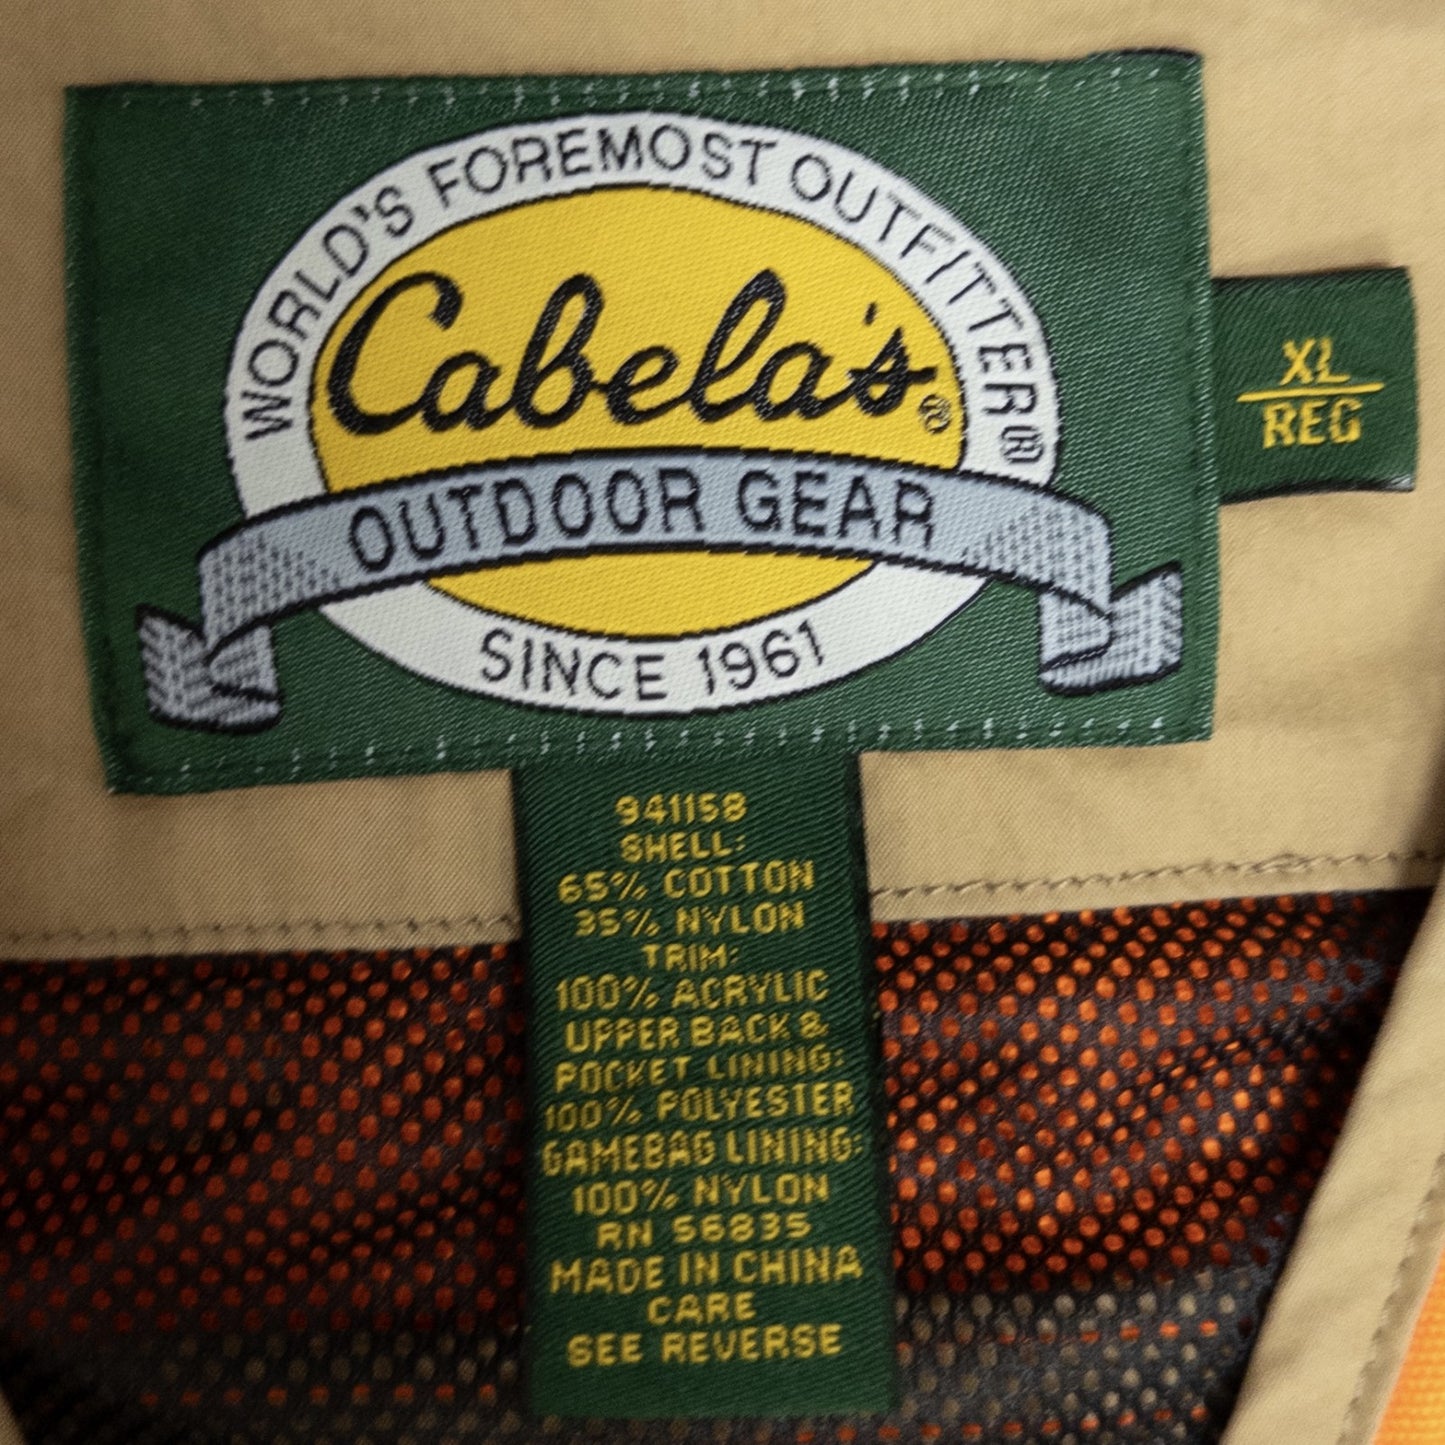 WORLD'S FOREMOST OUTFITTER®
Cabela's®
OUTDOOR GEAR
SINCE 1961
XL
REG
941158
SHELL:
65% COTTON
35% NYLON
TRIM:
100% ACRYLIC
UPPER BACK &
POCKET LINING:
100% POLYESTER
GAMEBAG LINING:
100% NYLON
RN 56835
MADE IN CHINA
CARE
SEE REVERSE